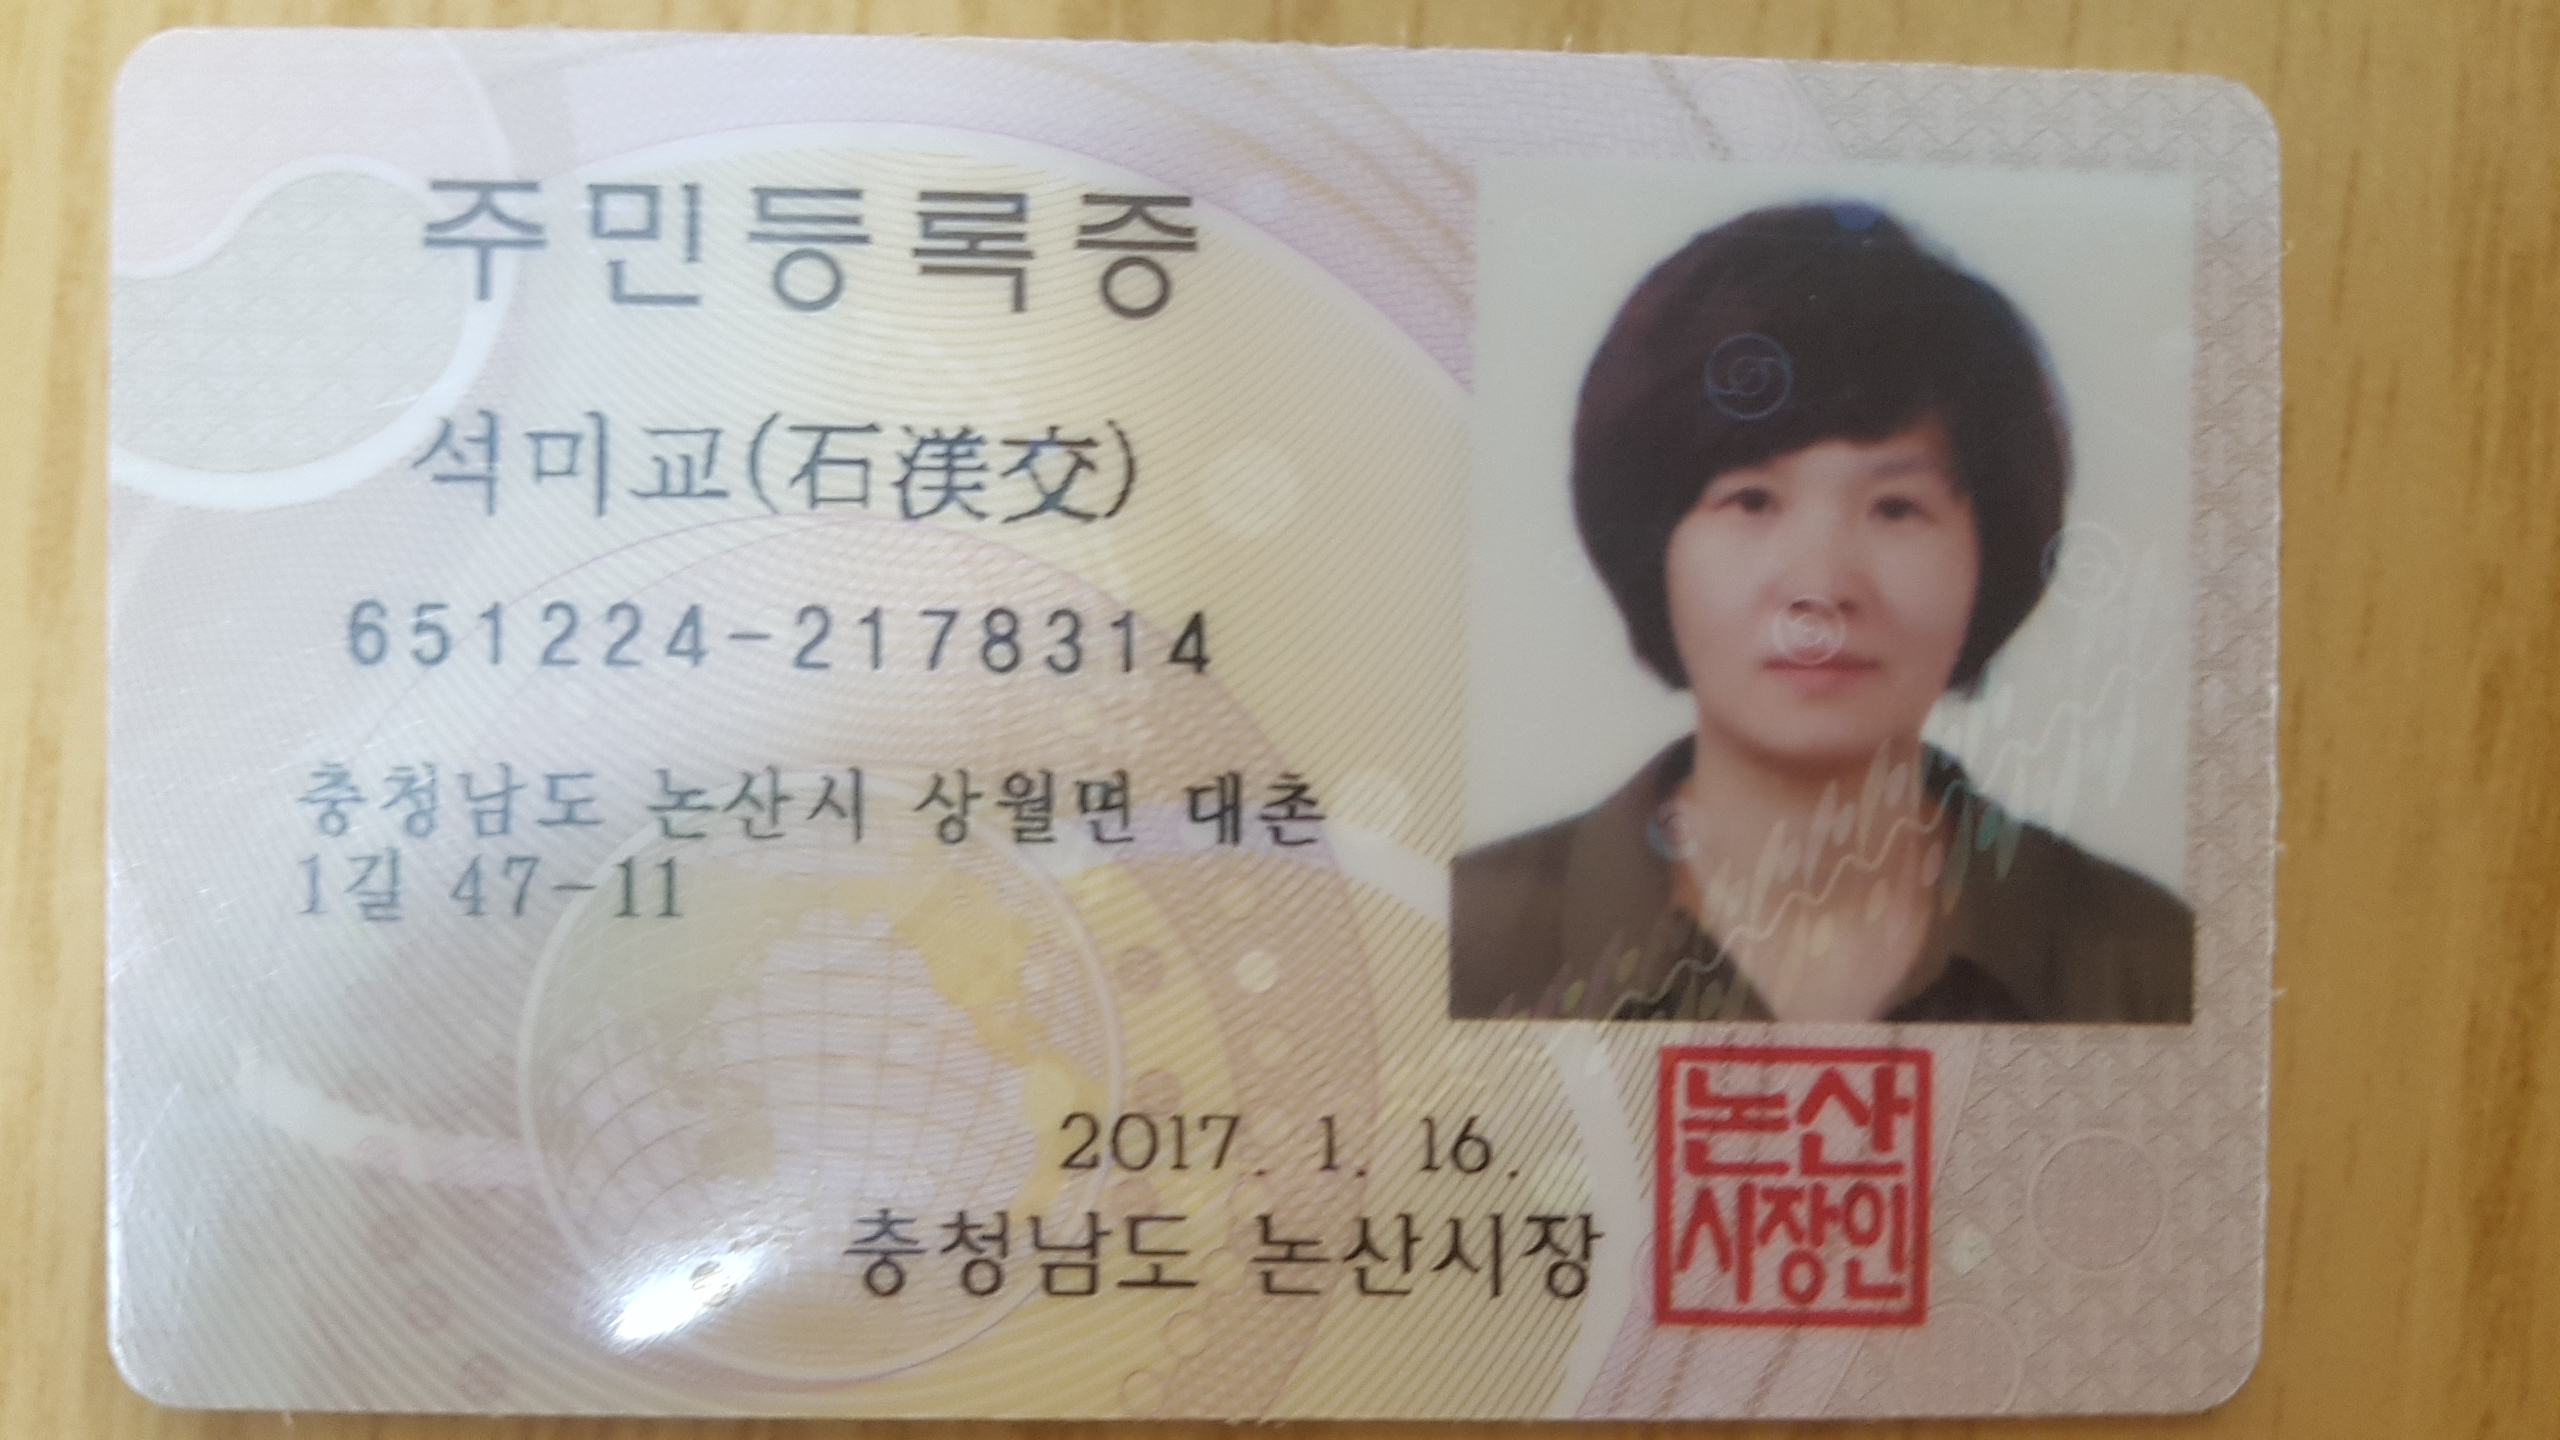 주민등록증
석미교(石渼交)
651224-2178314
충청남도 논산시 상월면 대촌
1길 47-11
2017. 1. 16.
충청남도 논산시장
논산
시장인